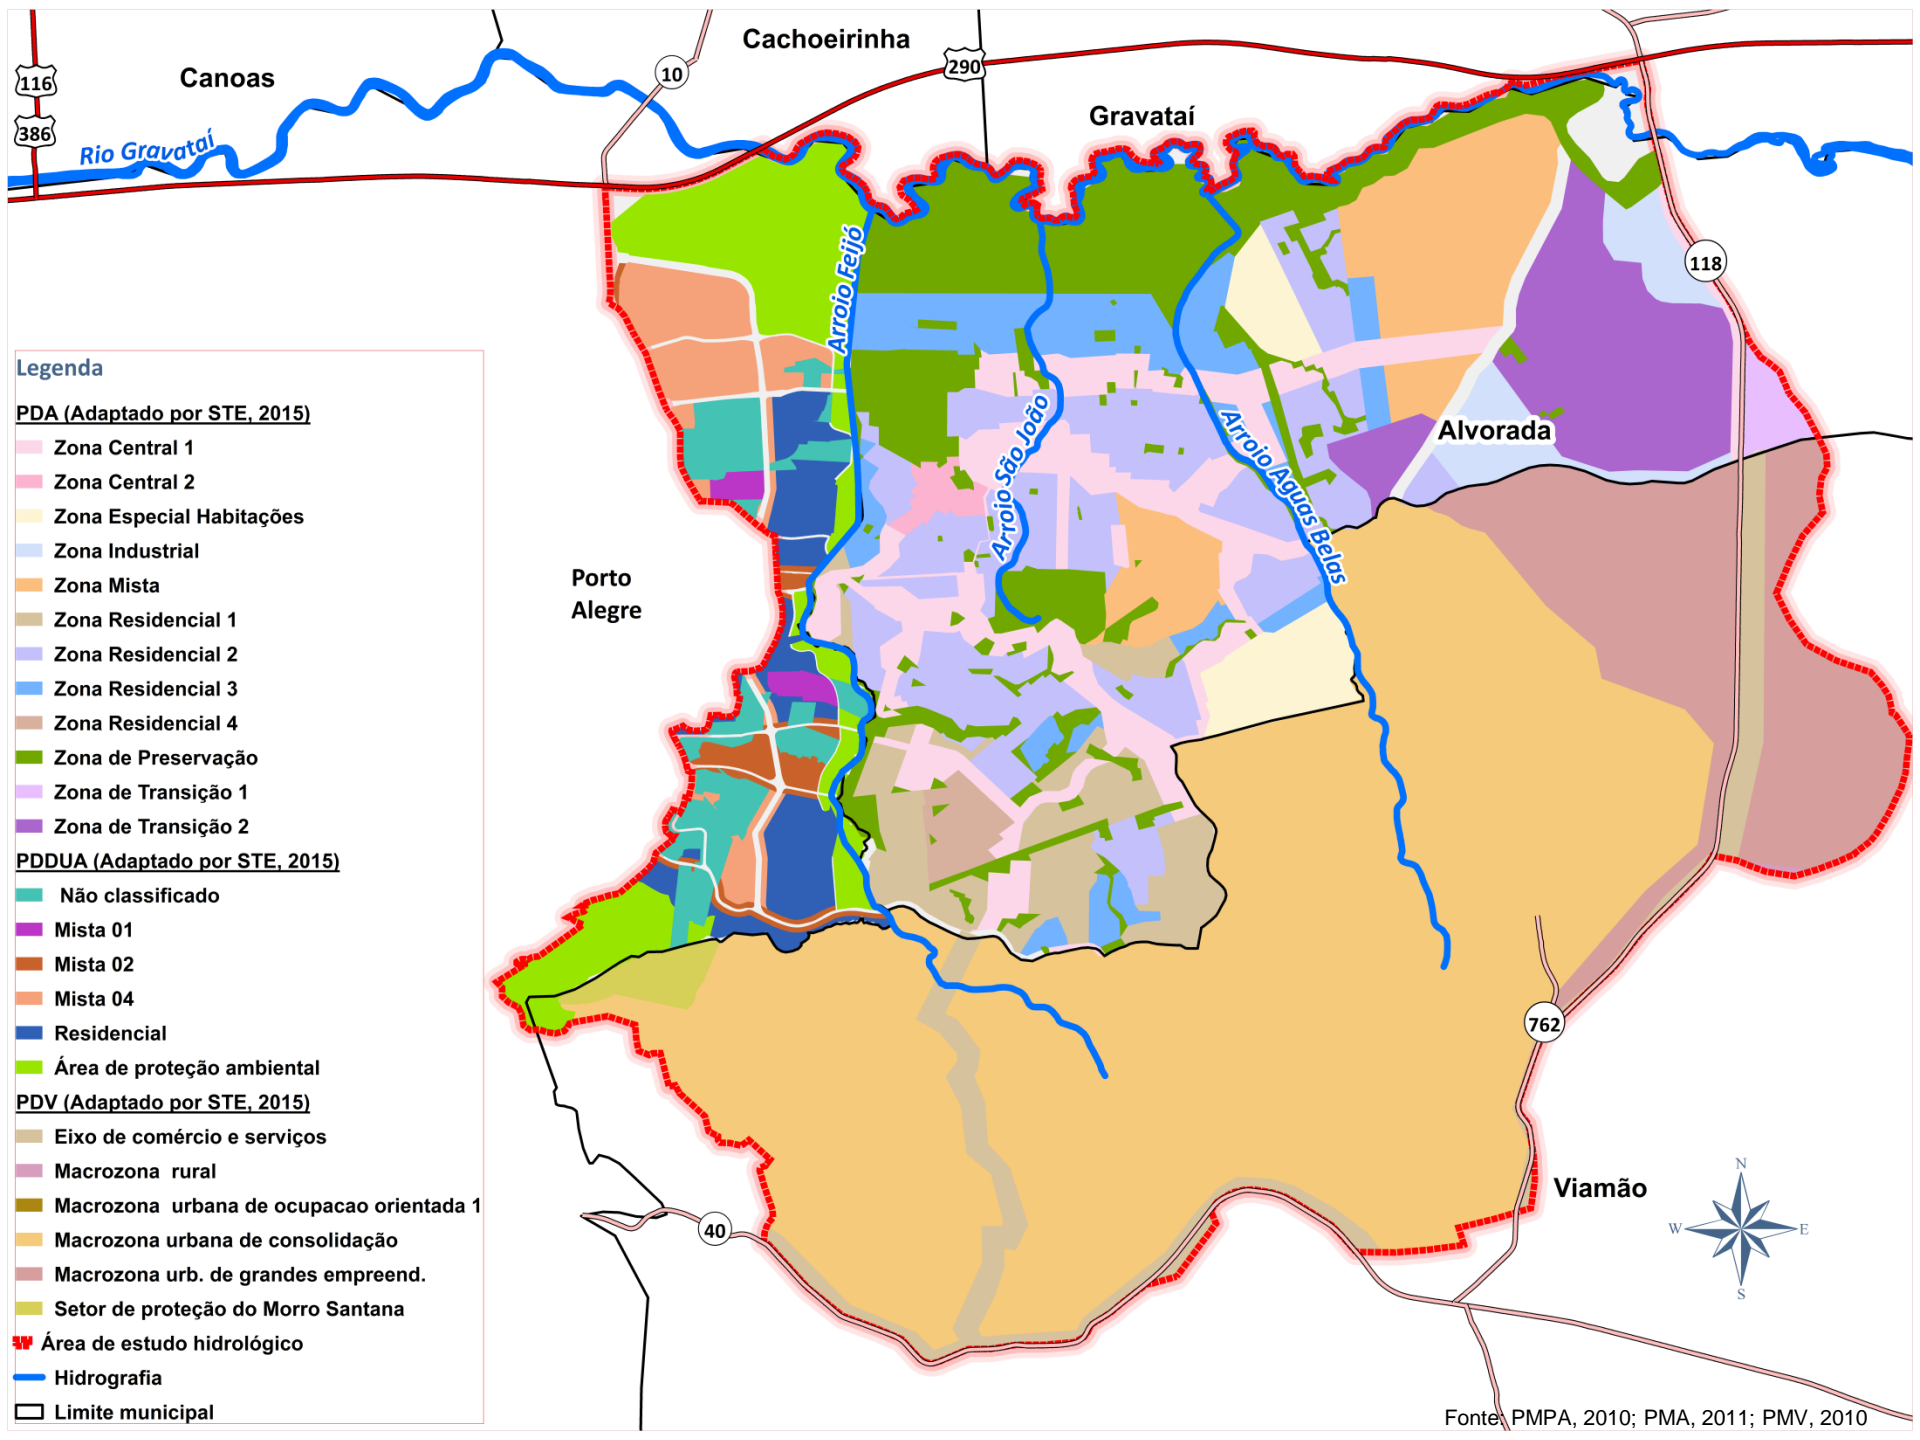 Cachoeirinha
Canoas
116
386
10
290
Gravataí
Rio Gravataí
Arroio Feijó
118
Legenda
PDA (Adaptado por STE, 2015)
Zona Central 1
Zona Central 2
Zona Especial Habitações
Zona Industrial
Zona Mista
Zona Residencial 1
Zona Residencial 2
Zona Residencial 3
Zona Residencial 4
Zona de Preservação
Zona de Transição 1
Zona de Transição 2
PDDUA (Adaptado por STE, 2015)
Não classificado
Mista 01
Mista 02
Mista 04
Residencial
Área de proteção ambiental
PDV (Adaptado por STE, 2015)
Eixo de comércio e serviços
Macrozona rural
Macrozona urbana de ocupacao orientada 1
Macrozona urbana de consolidação
Macrozona urb. de grandes empreend.
Setor de proteção do Morro Santana
Área de estudo hidrológico
Hidrografia
Limite municipal
Arroio São João
Arroio Aguas Belas
Alvorada
Porto
Alegre
762
Viamão
40
N
W
E
S
Fonte: PMPA, 2010; PMA, 2011; PMV, 2010